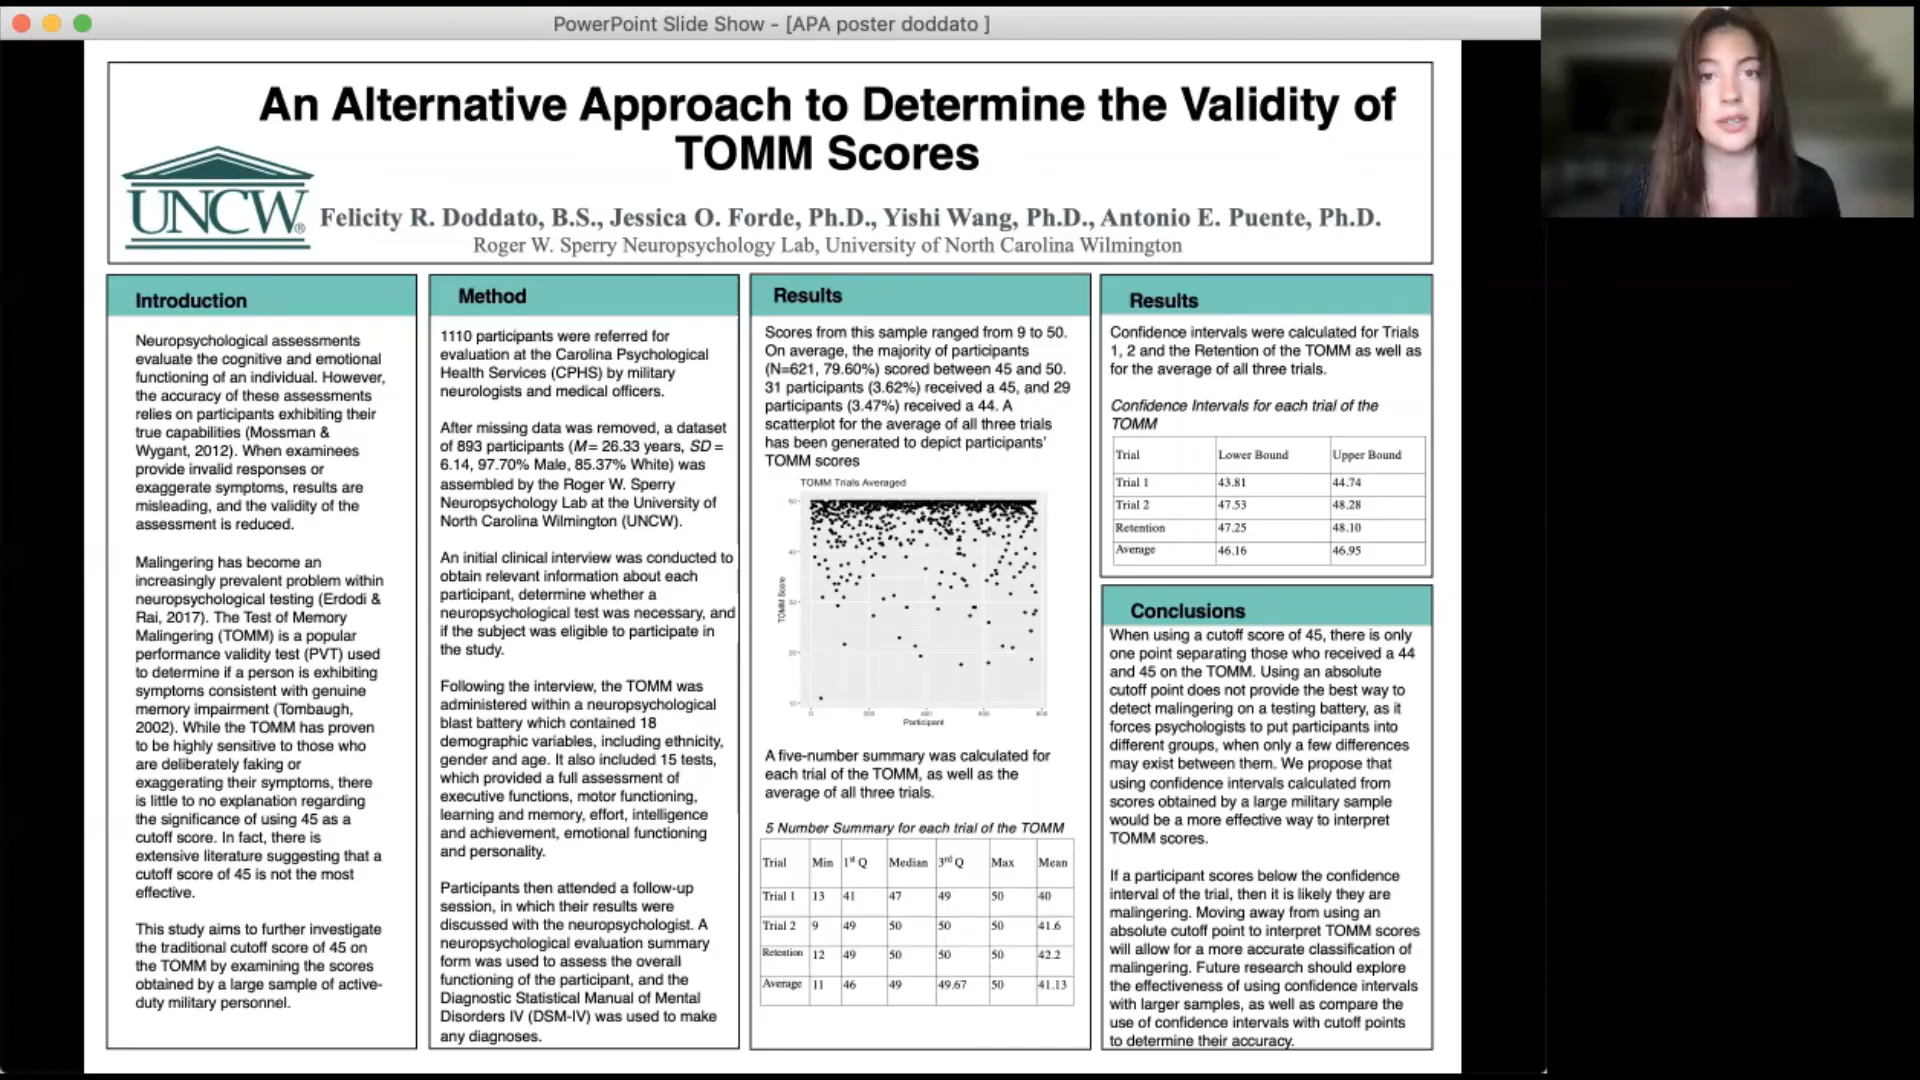 PowerPoint Slide Show - [APA poster doddato ]
An Alternative Approach to Determine the Validity of
TOMM Scores
UNCW®
Felicity R. Doddato, B.S., Jessica O. Forde, Ph.D., Yishi Wang, Ph.D., Antonio E. Puente, Ph.D.
Roger W. Sperry Neuropsychology Lab, University of North Carolina Wilmington
Introduction
Neuropsychological assessments
evaluate the cognitive and emotional
functioning of an individual. However,
the accuracy of these assessments
relies on participants exhibiting their
true capabilities (Mossman &
Wygant, 2012). When examinees
provide invalid responses or
exaggerate symptoms, results are
misleading, and the validity of the
assessment is reduced.
Malingering has become an
increasingly prevalent problem within
neuropsychological testing (Erdodi &
Rai, 2017). The Test of Memory
Malingering (TOMM) is a popular
performance validity test (PVT) used
to determine if a person is exhibiting
symptoms consistent with genuine
memory impairment (Tombaugh,
2002). While the TOMM has proven
to be highly sensitive to those who
are deliberately faking or
exaggerating their symptoms, there
is little to no explanation regarding
the significance of using 45 as a
cutoff score. In fact, there is
extensive literature suggesting that a
cutoff score of 45 is not the most
effective.
This study aims to further investigate
the traditional cutoff score of 45 on
the TOMM by examining the scores
obtained by a large sample of active-
duty military personnel.
Method
1110 participants were referred for
evaluation at the Carolina Psychological
Health Services (CPHS) by military
neurologists and medical officers.
After missing data was removed, a dataset
of 893 participants (M= 26.33 years, SD =
6.14, 97.70% Male, 85.37% White) was
assembled by the Roger W. Sperry
Neuropsychology Lab at the University of
North Carolina Wilmington (UNCW).
An initial clinical interview was conducted to
obtain relevant information about each
participant, determine whether a
neuropsychological test was necessary, and
if the subject was eligible to participate in
the study.
Following the interview, the TOMM was
administered within a neuropsychological
blast battery which contained 18
demographic variables, including ethnicity,
gender and age. It also included 15 tests,
which provided a full assessment of
executive functions, motor functioning,
learning and memory, effort, intelligence
and achievement, emotional functioning
and personality.
Participants then attended a follow-up
session, in which their results were
discussed with the neuropsychologist. A
neuropsychological evaluation summary
form was used to assess the overall
functioning of the participant, and the
Diagnostic Statistical Manual of Mental
Disorders IV (DSM-IV) was used to make
any diagnoses.
Results
Scores from this sample ranged from 9 to 50.
On average, the majority of participants
(N=621, 79.60%) scored between 45 and 50.
31 participants (3.62%) received a 45, and 29
participants (3.47%) received a 44. A
scatterplot for the average of all three trials
has been generated to depict participants'
TOMM scores
TOMM Trials Averaged
TOMM Score
50
40
30
20
10
0 200 400 600 800
Participant
A five-number summary was calculated for
each trial of the TOMM, as well as the
average of all three trials.
5 Number Summary for each trial of the TOMM
Trial Min 1st Q Median 3rd Q Max Mean
Trial 1 13 41 47 49 50 40
Trial 2 9 49 50 50 50 41.6
Retention 12 49 50 50 50 42.2
Average 11 46 49 49.67 50 41.13
Results
Confidence intervals were calculated for Trials
1, 2 and the Retention of the TOMM as well as
for the average of all three trials.
Confidence Intervals for each trial of the
TOMM
Trial Lower Bound Upper Bound
Trial 1 43.81 44.74
Trial 2 47.53 48.28
Retention 47.25 48.10
Average 46.16 46.95
Conclusions
When using a cutoff score of 45, there is only
one point separating those who received a 44
and 45 on the TOMM. Using an absolute
cutoff point does not provide the best way to
detect malingering on a testing battery, as it
forces psychologists to put participants into
different groups, when only a few differences
may exist between them. We propose that
using confidence intervals calculated from
scores obtained by a large military sample
would be a more effective way to interpret
TOMM scores.
If a participant scores below the confidence
interval of the trial, then it is likely they are
malingering. Moving away from using an
absolute cutoff point to interpret TOMM scores
will allow for a more accurate classification of
malingering. Future research should explore
the effectiveness of using confidence intervals
with larger samples, as well as compare the
use of confidence intervals with cutoff points
to determine their accuracy.